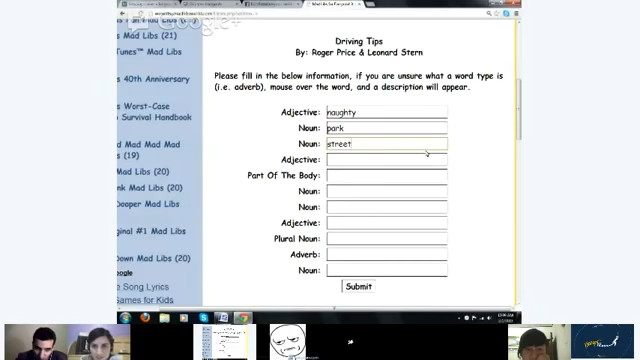 Google+
Mad Libs (21)
Tunes™ Mad Libs
40th Anniversary
Worst-Case
Survival Handbook
Mad Mad Mad Mad
(19)
Mad Libs (20)
Mad Libs (20)
Dooper Mad Libs
Original #1 Mad Libs
Down Mad Libs (20)
Song Lyrics
Games for Kids
Driving Tips
By: Roger Price & Leonard Stern
Please fill in the below information, if you are unsure what a word type is
(i.e. adverb), mouse over the word, and a description will appear.
Adjective: naughty
Noun: park
Noun: street
Adjective:
Part Of The Body:
Noun:
Noun:
Adjective:
Plural Noun:
Adverb:
Noun:
Submit